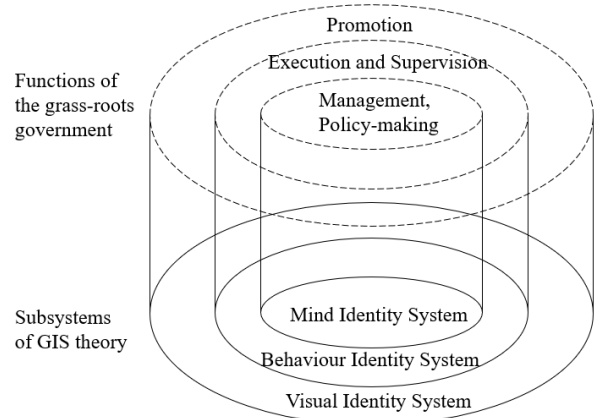 Promotion
Execution and Supervision
Management,
Policy-making
Functions of
the grass-roots
government
Mind Identity System
Behaviour Identity System
Visual Identity System
Subsystems
of GIS theory